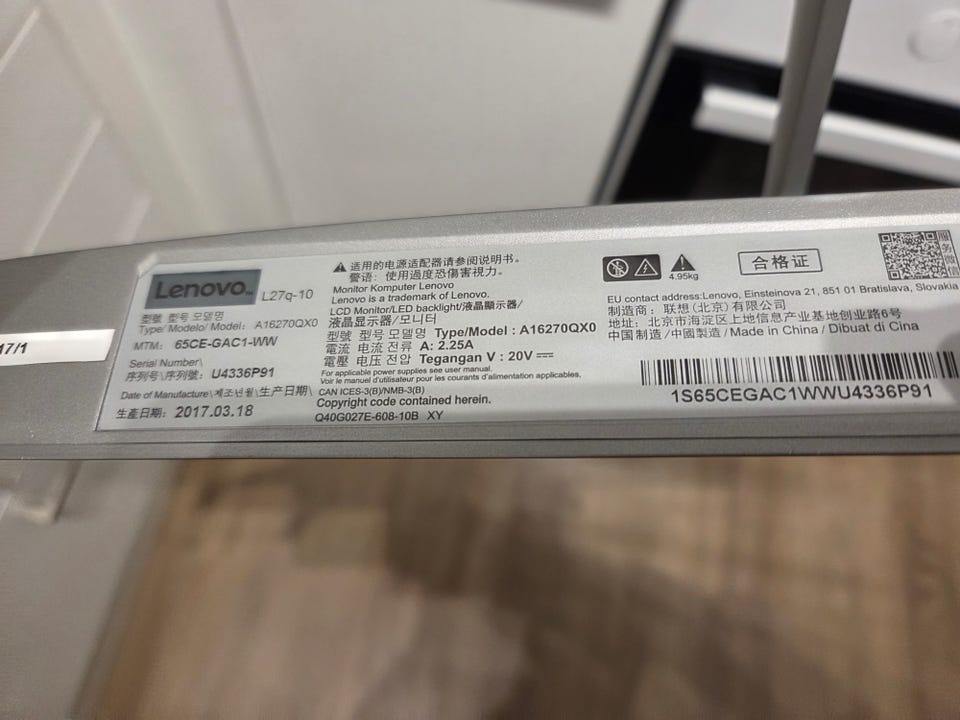 17/1
Lenovo™ L27q-10
型號 型号 모델명
Type/ Modelo/ Model: A16270QX0
MTM: 65CE-GAC1-WW
Serial Number\
序列号\序列號: U4336P91
Date of Manufacture\제조년월\生产日期\
生產日期: 2017.03.18
适用的电源适配器请参阅说明书。
警语: 使用過度恐傷害視力。
Monitor Komputer Lenovo
Lenovo is a trademark of Lenovo.
LCD Monitor/LED backlight/液晶顯示器/
液晶显示器/모니터
型號 型号 모델명 Type/Model : A16270QX0
電流 电流 전류 A: 2.25A
電壓 电压 전압 Tegangan V : 20V
For applicable power supplies see user manual.
Voir le manuel d'utilisateur pour les courants d'alimentation applicables.
CAN ICES-3(B)/NMB-3(B)
Copyright code contained herein.
Q40G027E-608-10B XY
4.95kg
合格证
服务微信
EU contact address:Lenovo, Einsteinova 21, 851 01 Bratislava, Slovakia
制造商: 联想(北京)有限公司
地址: 北京市海淀区上地信息产业基地创业路6号
中国制造/中國製造/Made in China/Dibuat di Cina
1S65CEGAC1WWU4336P91